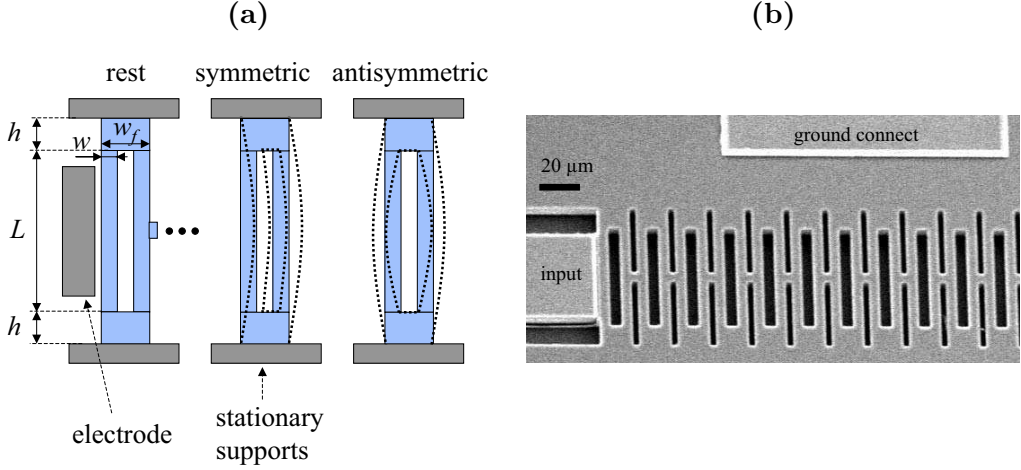 (a)
(b)
rest
symmetric
antisymmetric
h
w
w_f
L
h
electrode
stationary
supports
ground connect
20 µm
input